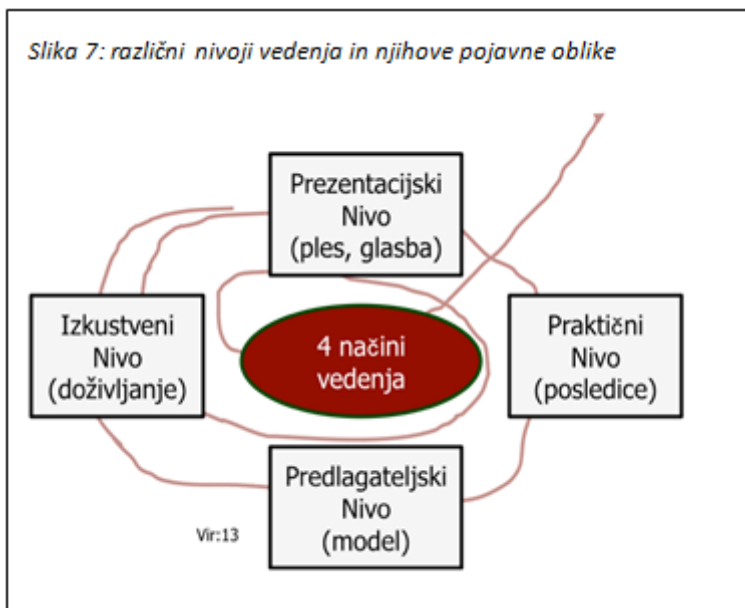 Slika 7: različni nivoji vedenja in njihove pojavne oblike
Prezentacijski
Nivo
(ples, glasba)
Izkustveni
Nivo
(doživljanje)
4 načini
vedenja
Praktični
Nivo
(posledice)
Predlagateljski
Nivo
(model)
Vir:13